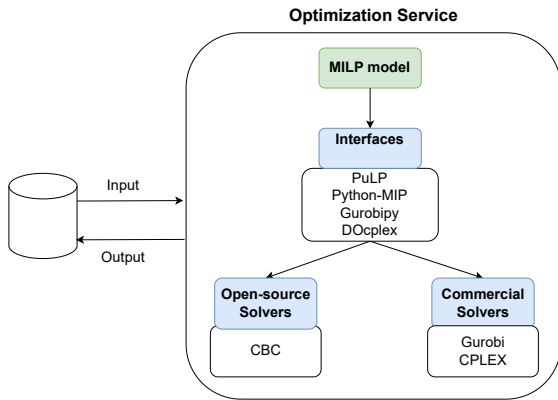 Optimization Service
MILP model
Interfaces
PuLP
Python-MIP
Gurobipy
DOcplex
Input
Output
Open-source
Solvers
CBC
Commercial
Solvers
Gurobi
CPLEX